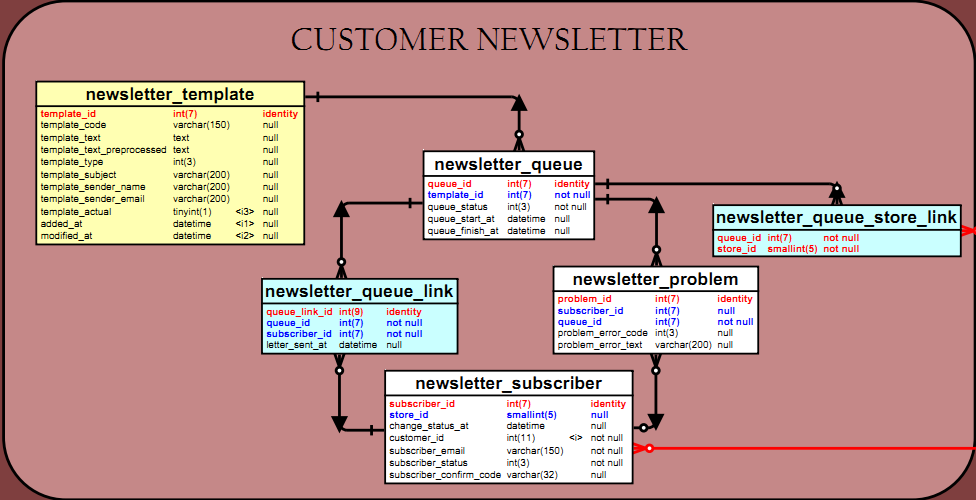 CUSTOMER NEWSLETTER
newsletter_template
template_id int(7) identity
template_code varchar(150) null
template_text text null
template_text_preprocessed text null
template_type int(3) null
template_subject varchar(200) null
template_sender_name varchar(200) null
template_sender_email varchar(200) null
template_actual tinyint(1) <i3> null
added_at datetime <i1> null
modified_at datetime <i2> null
newsletter_queue
queue_id int(7) identity
template_id int(7) not null
queue_status int(3) not null
queue_start_at datetime null
queue_finish_at datetime null
newsletter_queue_store_link
queue_id int(7) not null
store_id smallint(5) not null
newsletter_queue_link
queue_link_id int(9) identity
queue_id int(7) not null
subscriber_id int(7) not null
letter_sent_at datetime null
newsletter_problem
problem_id int(7) identity
subscriber_id int(7) null
queue_id int(7) not null
problem_error_code int(3) null
problem_error_text varchar(200) null
newsletter_subscriber
subscriber_id int(7) identity
store_id smallint(5) null
change_status_at datetime null
customer_id int(11) <i> not null
subscriber_email varchar(150) not null
subscriber_status int(3) not null
subscriber_confirm_code varchar(32) null